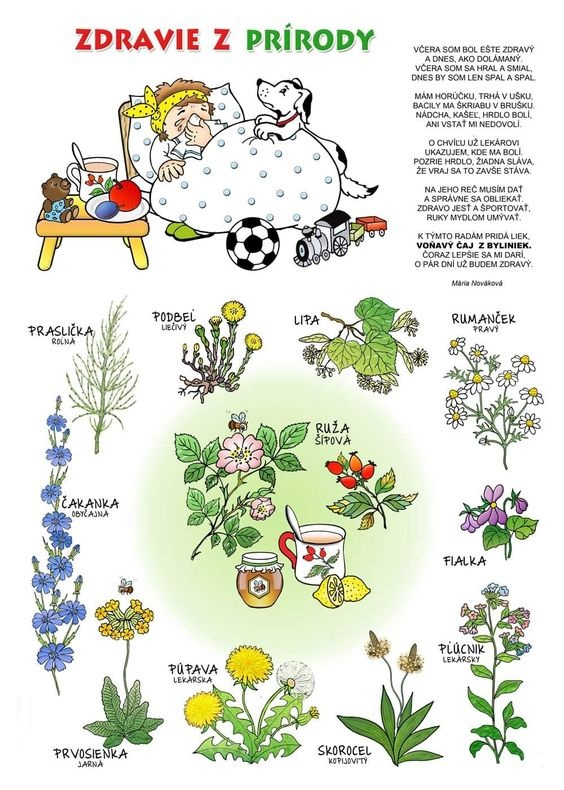 ZDRAVIE Z PRÍRODY
VČERA SOM BOL EŠTE ZDRAVÝ
A DNES, AKO DOLÁMANÝ.
VČERA SOM SA HRAL A SMIAL,
DNES BY SOM LEN SPAL A SPAL.
MÁM HORÚČKU, TRHÁ V UŠKU,
BACILY MA ŠKRIABU V BRUŠKU.
NÁDCHA, KAŠEĽ, HRDLO BOLÍ,
ANI VSTAŤ MI NEDOVOLÍ.
O CHVÍĽU UŽ LEKÁROVI
UKAZUJEM, KDE MA BOLÍ.
POZRIE HRDLO, ŽIADNA SLÁVA,
ŽE VRAJ SA TO ZAVŠE STÁVA.
NA JEHO REČ MUSÍM DAŤ
A SPRÁVNE SA OBLIEKAŤ.
ZDRAVO JESŤ A ŠPORTOVAŤ,
RUKY MYDLOM UMÝVAŤ.
K TÝMTO RADÁM PRIDÁ LIEK,
VOŇAVÝ ČAJ Z BYLINIEK.
ČORAZ LEPŠIE SA MI DARÍ,
O PÁR DNÍ UŽ BUDEM ZDRAVÝ.
Mária Nováková
PRASLIČKA
ROĽNÁ
PODBEĽ
LIEČIVÝ
LIPA
RUMANČEK
PRAVÝ
RUŽA
ŠÍPOVÁ
ČAKANKA
OBYČAJNÁ
FIALKA
PRVOSIENKA
JARNÁ
PÚPAVA
LEKÁRSKA
SKOROCEL
KOPIJOVITÝ
PĽÚCNIK
LEKÁRSKY